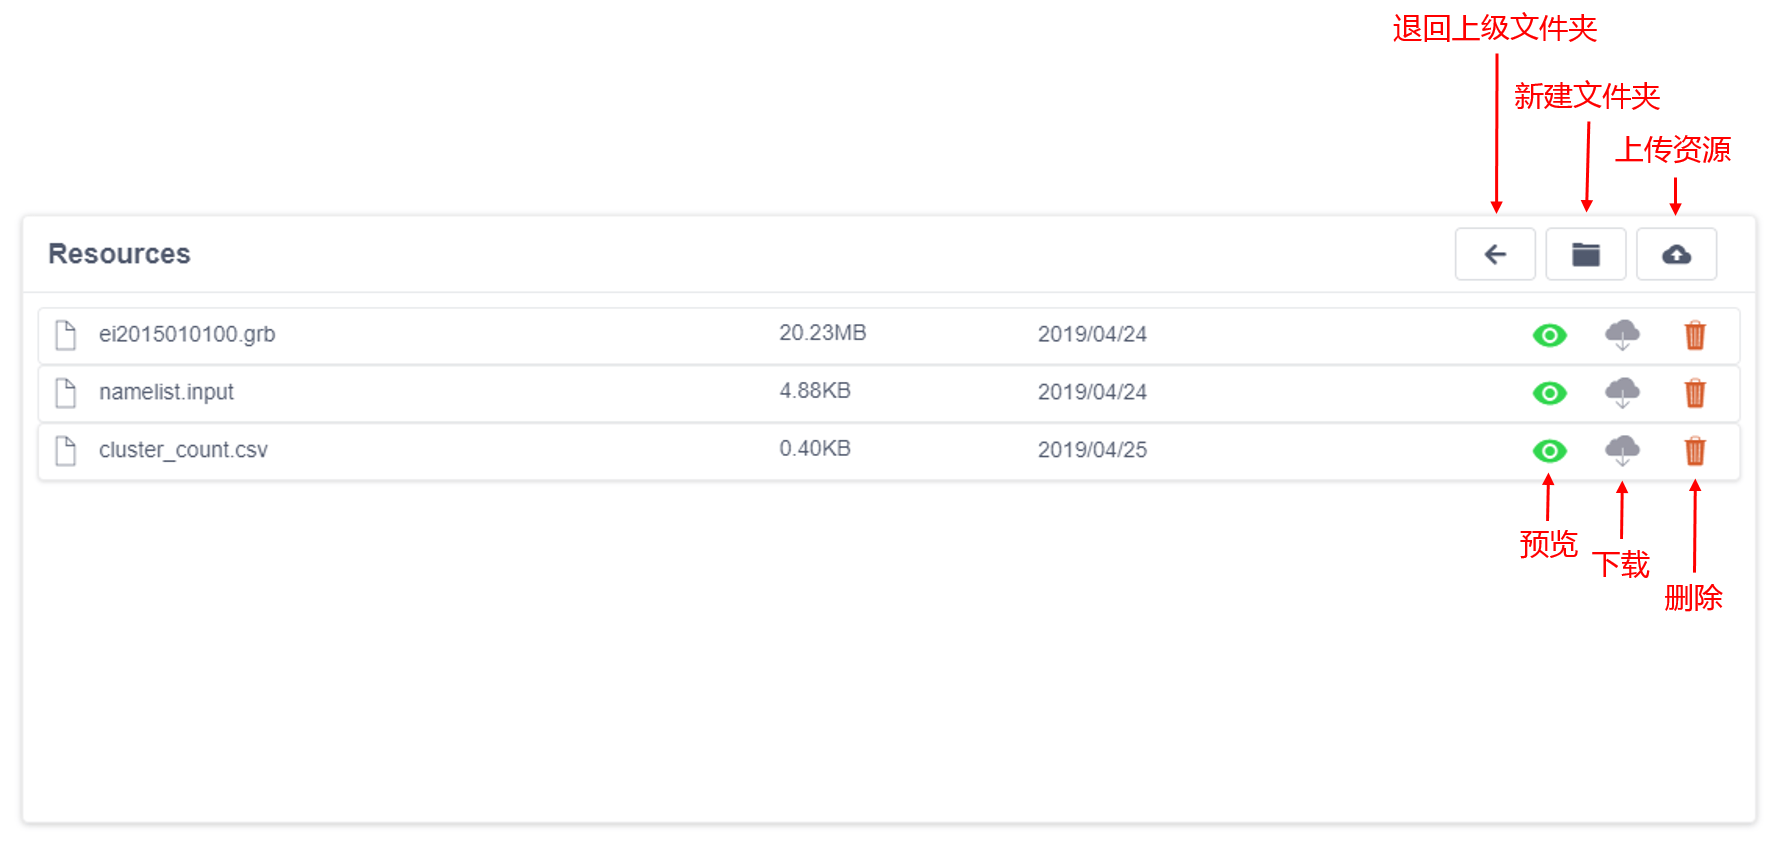 退回上级文件夹
新建文件夹
上传资源
Resources
ei2015010100.grb 20.23MB 2019/04/24
namelist.input 4.88KB 2019/04/24
cluster_count.csv 0.40KB 2019/04/25
预览
下载
删除